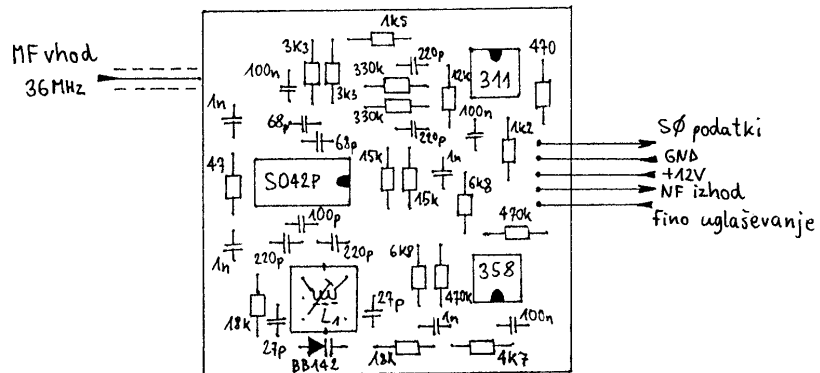 MF vhod
36MHz
1k5
3k3
100n
3k3
330k
330k
220p
220p
12k
311
470
100n
1k2
1n
68p
68p
47
SO42P
15k
15k
1n
6k8
SØ podatki
GND
+12V
NF izhod
fino uglaševanje
470k
1n
100p
220p
220p
6k8
470k
358
18k
27p
L1
27p
1n
100n
BB142
18k
4k7